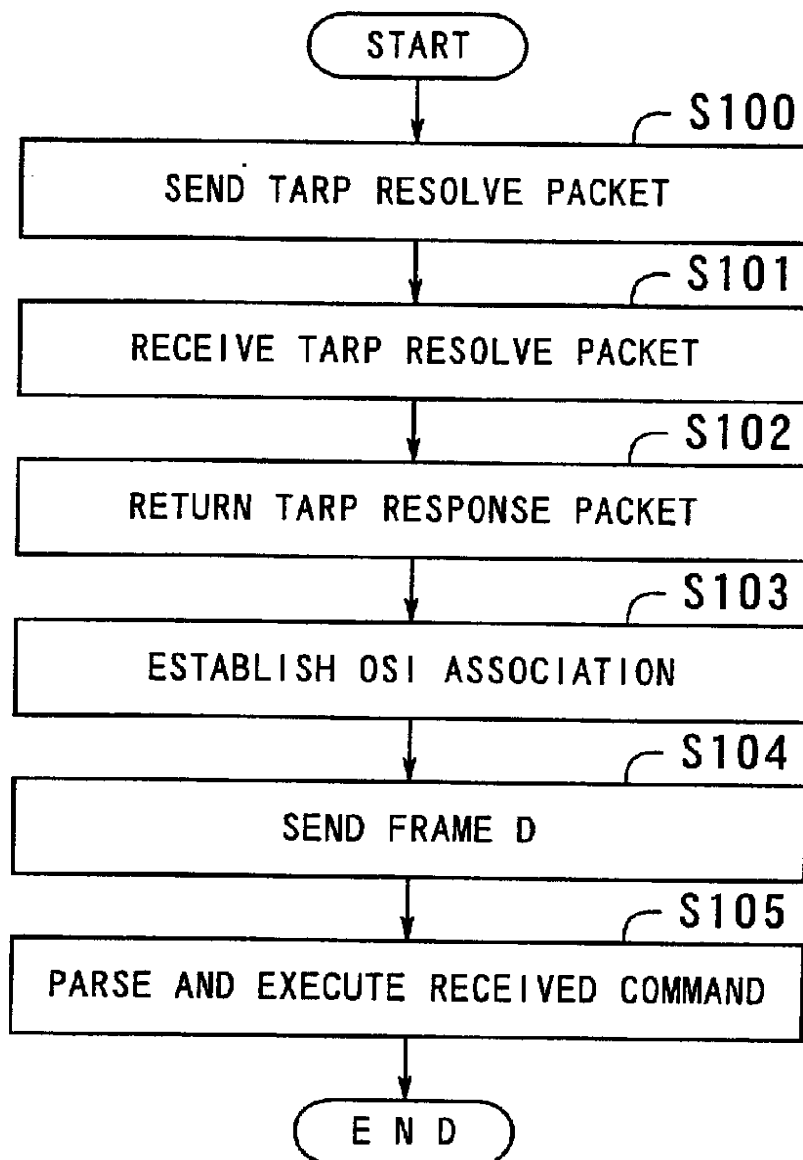 START
S100
SEND TARP RESOLVE PACKET
S101
RECEIVE TARP RESOLVE PACKET
S102
RETURN TARP RESPONSE PACKET
S103
ESTABLISH OSI ASSOCIATION
S104
SEND FRAME D
S105
PARSE AND EXECUTE RECEIVED COMMAND
END